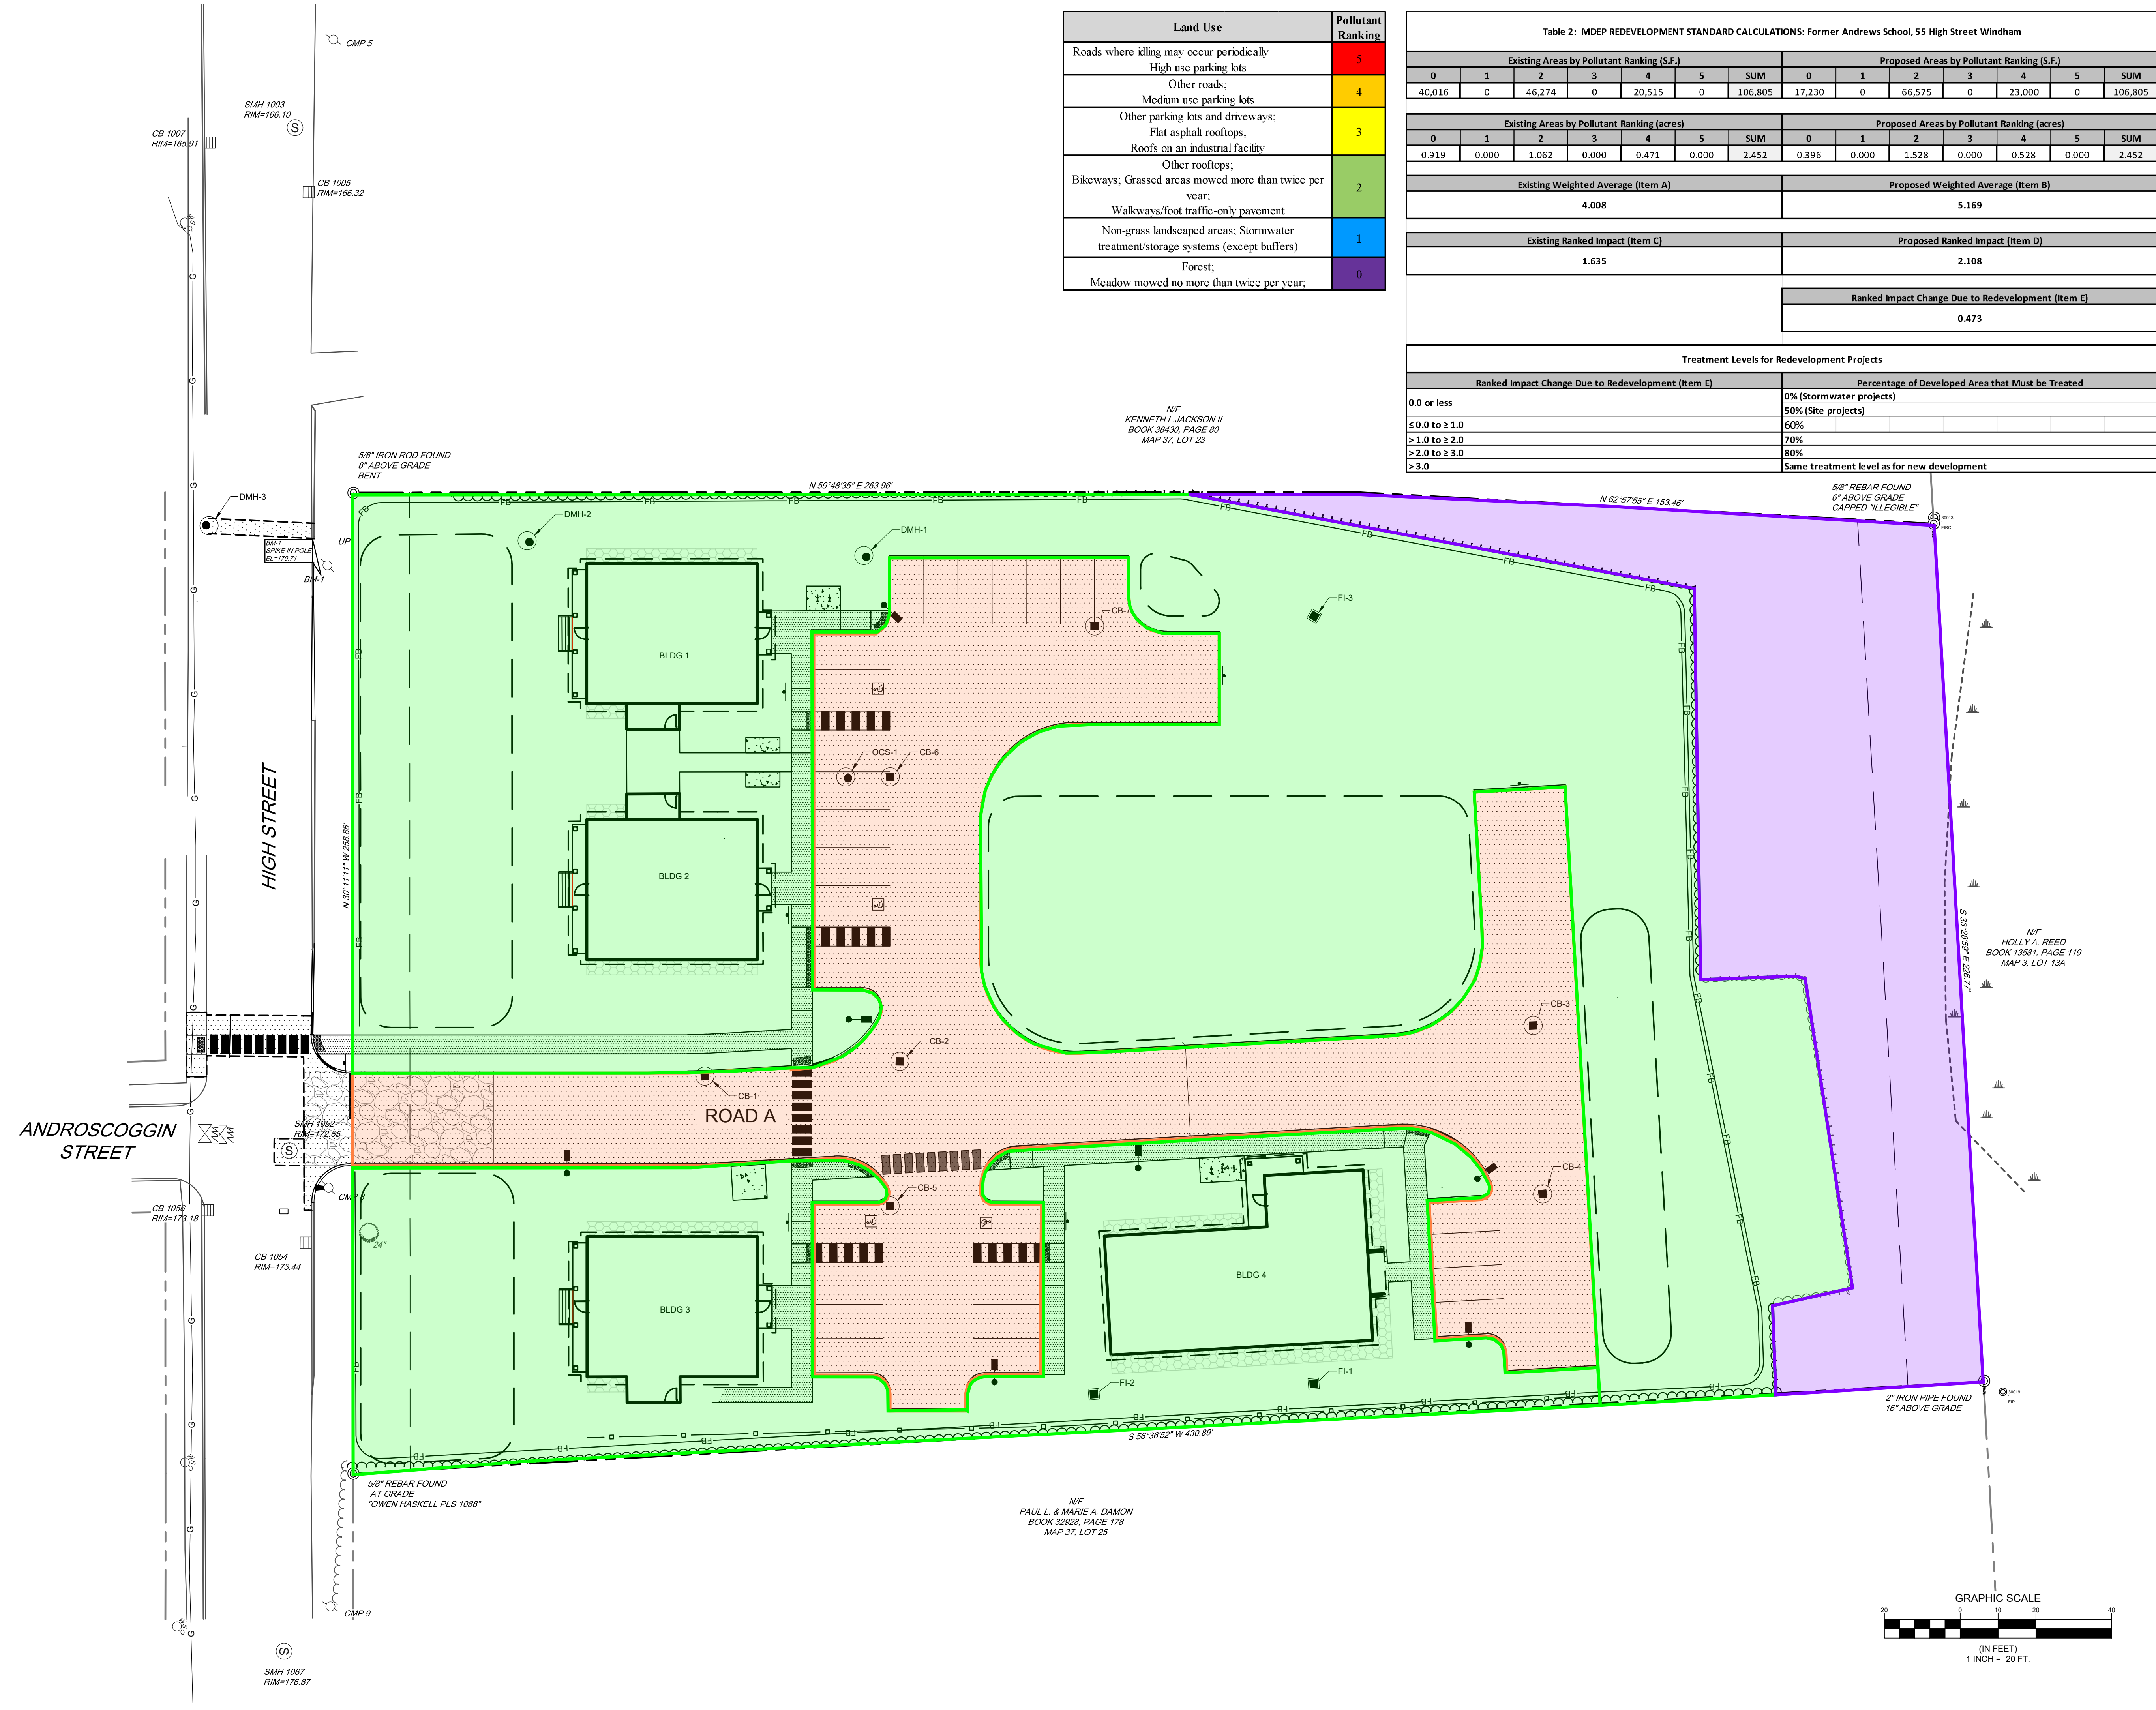 Land Use
Pollutant
Ranking
Roads where idling may occur periodically
High use parking lots
5
Other roads;
Medium use parking lots
4
Other parking lots and driveways;
Flat asphalt rooftops;
Roofs on an industrial facility
3
Other rooftops;
Bikeways; Grassed areas mowed more than twice per
year;
Walkways/foot traffic-only pavement
2
Non-grass landscaped areas; Stormwater
treatment/storage systems (except buffers)
1
Forest;
Meadow mowed no more than twice per year;
0
Table 2: MDEP REDEVELOPMENT STANDARD CALCULATIONS: Former Andrews School, 55 High Street Windham
Existing Areas by Pollutant Ranking (S.F.) Proposed Areas by Pollutant Ranking (S.F.)
0 1 2 3 4 5 SUM 0 1 2 3 4 5 SUM
40,016 0 46,274 0 20,515 0 106,805 17,230 0 66,575 0 23,000 0 106,805
Existing Areas by Pollutant Ranking (acres) Proposed Areas by Pollutant Ranking (acres)
0 1 2 3 4 5 SUM 0 1 2 3 4 5 SUM
0.919 0.000 1.062 0.000 0.471 0.000 2.452 0.396 0.000 1.528 0.000 0.528 0.000 2.452
Existing Weighted Average (Item A) Proposed Weighted Average (Item B)
4.008 5.169
Existing Ranked Impact (Item C) Proposed Ranked Impact (Item D)
1.635 2.108
Ranked Impact Change Due to Redevelopment (Item E)
0.473
Treatment Levels for Redevelopment Projects
Ranked Impact Change Due to Redevelopment (Item E) Percentage of Developed Area that Must be Treated
0.0 or less
0% (Stormwater projects)
50% (Site projects)
≤ 0.0 to ≥ 1.0 60%
> 1.0 to ≥ 2.0 70%
> 2.0 to ≥ 3.0 80%
> 3.0 Same treatment level as for new development
CMP 5
SMH 1003
RIM=166.10
S
CB 1007
RIM=165.91
CB 1005
RIM=166.32
N/F
KENNETH L.JACKSON II
BOOK 38430, PAGE 80
MAP 37, LOT 23
5/8" IRON ROD FOUND
8" ABOVE GRADE
BENT
N 59°48'35" E 263.96'
N 62°57'55" E 153.46'
5/8" REBAR FOUND
6" ABOVE GRADE
CAPPED "ILLEGIBLE"
30013
FIRC
DMH-3
DMH-2
DMH-1
UP
BM-1
SPIKE IN POLE
EL=170.71
BM-1
CB-7
FI-3
BLDG 1
OCS-1
CB-6
HIGH STREET
N 30°11'11" W 258.86'
BLDG 2
S 33°28'59" E 226.77'
N/F
HOLLY A. REED
BOOK 13581, PAGE 119
MAP 3, LOT 13A
CB-3
CB-2
CB-1
ROAD A
ANDROSCOGGIN
STREET
SMH 1052
RIM=172.65
S
CMP 8
CB 1056
RIM=173.18
CB 1054
RIM=173.44
24"
CB-5
CB-4
BLDG 3
BLDG 4
FI-2
FI-1
2" IRON PIPE FOUND
16" ABOVE GRADE
30019
FIP
S 56°36'52" W 430.89'
5/8" REBAR FOUND
AT GRADE
"OWEN HASKELL PLS 1088"
N/F
PAUL L. & MARIE A. DAMON
BOOK 32928, PAGE 178
MAP 37, LOT 25
CMP 9
S
SMH 1067
RIM=176.87
GRAPHIC SCALE
20 0 10 20 40
(IN FEET)
1 INCH = 20 FT.